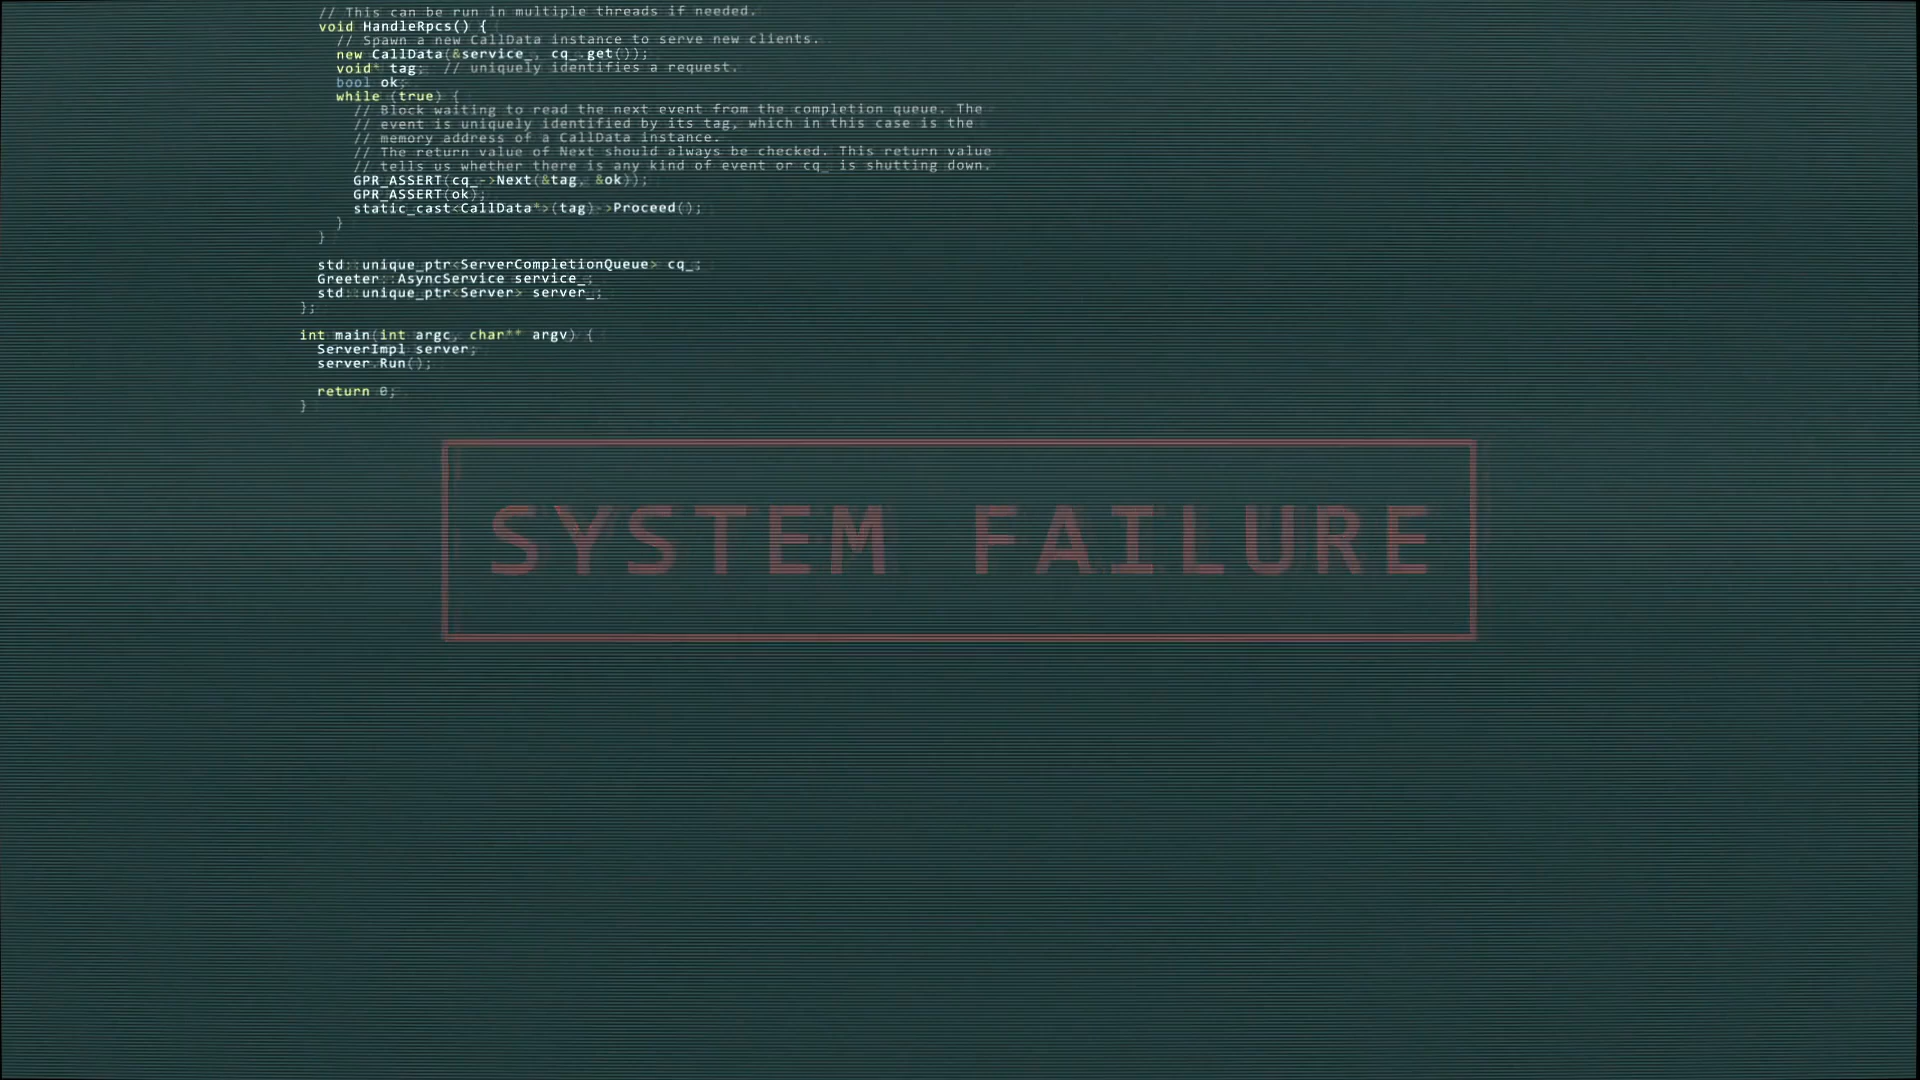 // This can be run in multiple threads if needed.
void HandleRpcs() {
// Spawn a new CallData instance to serve new clients.
new CallData(&service_, cq_.get());
void* tag;  // uniquely identifies a request.
bool ok;
while (true) {
// Block waiting to read the next event from the completion queue. The
// event is uniquely identified by its tag, which in this case is the
// memory address of a CallData instance.
// The return value of Next should always be checked. This return value
// tells us whether there is any kind of event or cq_ is shutting down.
GPR_ASSERT(cq_->Next(&tag, &ok));
GPR_ASSERT(ok);
static_cast<CallData*>(tag)->Proceed();
}
}
std::unique_ptr<ServerCompletionQueue> cq_;
Greeter::AsyncService service_;
std::unique_ptr<Server> server_;
};
int main(int argc, char** argv) {
ServerImpl server;
server.Run();
return 0;
}
SYSTEM FAILURE